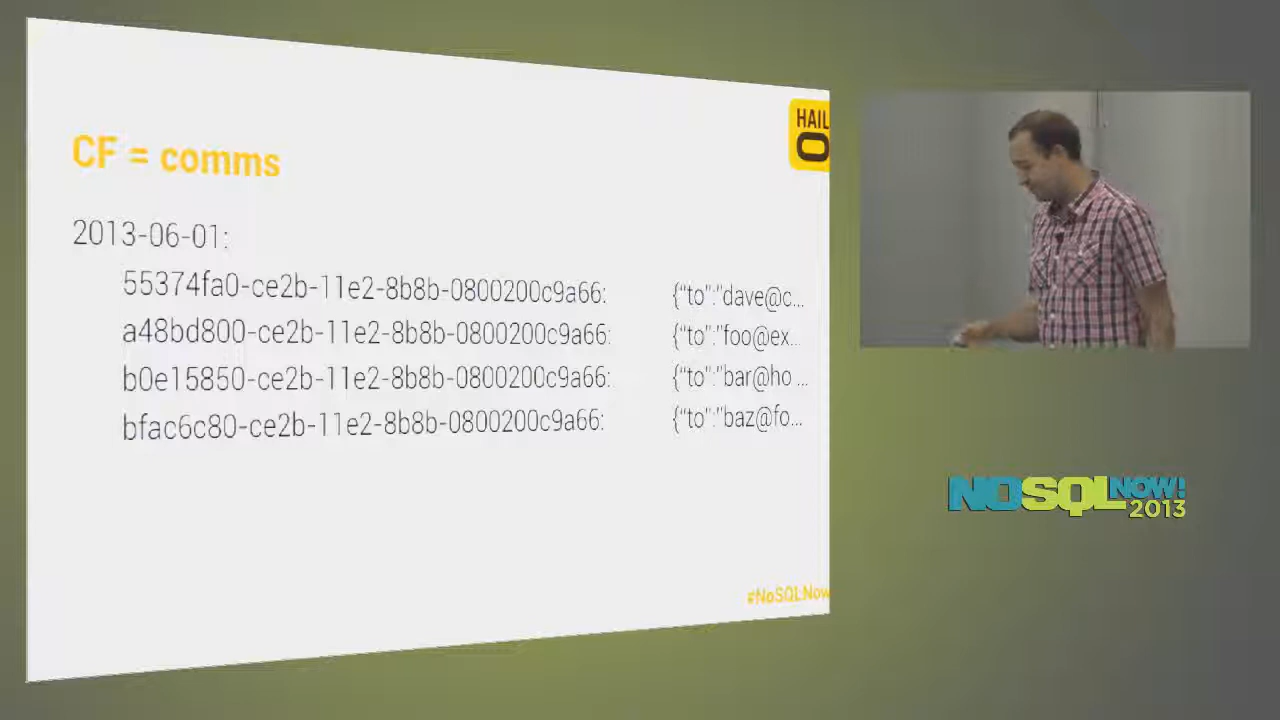 HAIL
O
CF = comms
2013-06-01:
55374fa0-ce2b-11e2-8b8b-0800200c9a66: {"to":"dave@c...
a48bd800-ce2b-11e2-8b8b-0800200c9a66: {"to":"foo@ex...
b0e15850-ce2b-11e2-8b8b-0800200c9a66: {"to":"bar@ho ...
bfac6c80-ce2b-11e2-8b8b-0800200c9a66: {"to":"baz@fo...
#NoSQLNow
NOSQLNOW!
2013